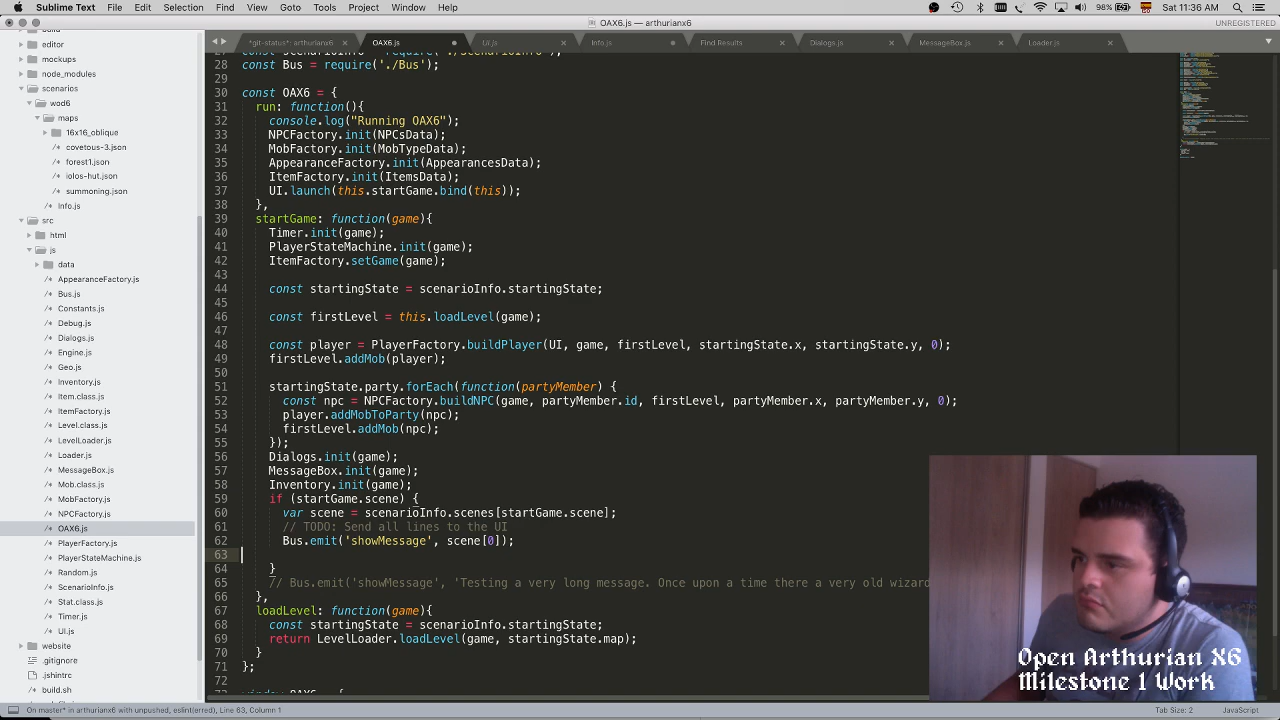 Sublime Text File Edit Selection Find View Goto Tools Project Window Help 98% Sat 11:36 AM
OAX6.js — arthurianx6 UNREGISTERED
*git-status*: arthurianx6 OAX6.js UI.js Info.js Find Results Dialogs.js MessageBox.js Loader.js
editor
mockups
node_modules
scenarios
wod6
maps
16x16_oblique
covetous-3.json
forest1.json
iolos-hut.json
summoning.json
Info.js
src
html
js
data
AppearanceFactory.js
Bus.js
Constants.js
Debug.js
Dialogs.js
Engine.js
Geo.js
Inventory.js
Item.class.js
ItemFactory.js
Level.class.js
LevelLoader.js
Loader.js
MessageBox.js
Mob.class.js
MobFactory.js
NPCFactory.js
OAX6.js
PlayerFactory.js
PlayerStateMachine.js
Random.js
ScenarioInfo.js
Stat.class.js
Timer.js
UI.js
website
.gitignore
.jshintrc
build.sh
28 const Bus = require('./Bus');
29
30 const OAX6 = {
31 run: function(){
32 console.log("Running OAX6");
33 NPCFactory.init(NPCsData);
34 MobFactory.init(MobTypeData);
35 AppearanceFactory.init(AppearancesData);
36 ItemFactory.init(ItemsData);
37 UI.launch(this.startGame.bind(this));
38 },
39 startGame: function(game){
40 Timer.init(game);
41 PlayerStateMachine.init(game);
42 ItemFactory.setGame(game);
43
44 const startingState = scenarioInfo.startingState;
45
46 const firstLevel = this.loadLevel(game);
47
48 const player = PlayerFactory.buildPlayer(UI, game, firstLevel, startingState.x, startingState.y, 0);
49 firstLevel.addMob(player);
50
51 startingState.party.forEach(function(partyMember) {
52 const npc = NPCFactory.buildNPC(game, partyMember.id, firstLevel, partyMember.x, partyMember.y, 0);
53 player.addMobToParty(npc);
54 firstLevel.addMob(npc);
55 });
56 Dialogs.init(game);
57 MessageBox.init(game);
58 Inventory.init(game);
59 if (startGame.scene) {
60 var scene = scenarioInfo.scenes[startGame.scene];
61 // TODO: Send all lines to the UI
62 Bus.emit('showMessage', scene[0]);
63
64 }
65 // Bus.emit('showMessage', 'Testing a very long message. Once upon a time there a very old wizard
66 },
67 loadLevel: function(game){
68 const startingState = scenarioInfo.startingState;
69 return LevelLoader.loadLevel(game, startingState.map);
70 }
71 };
72
Open Arthurian X6
Milestone 1 Work
On master* in arthurianx6 with unpushed, eslint(erred), Line 63, Column 1 Tab Size: 2 JavaScript